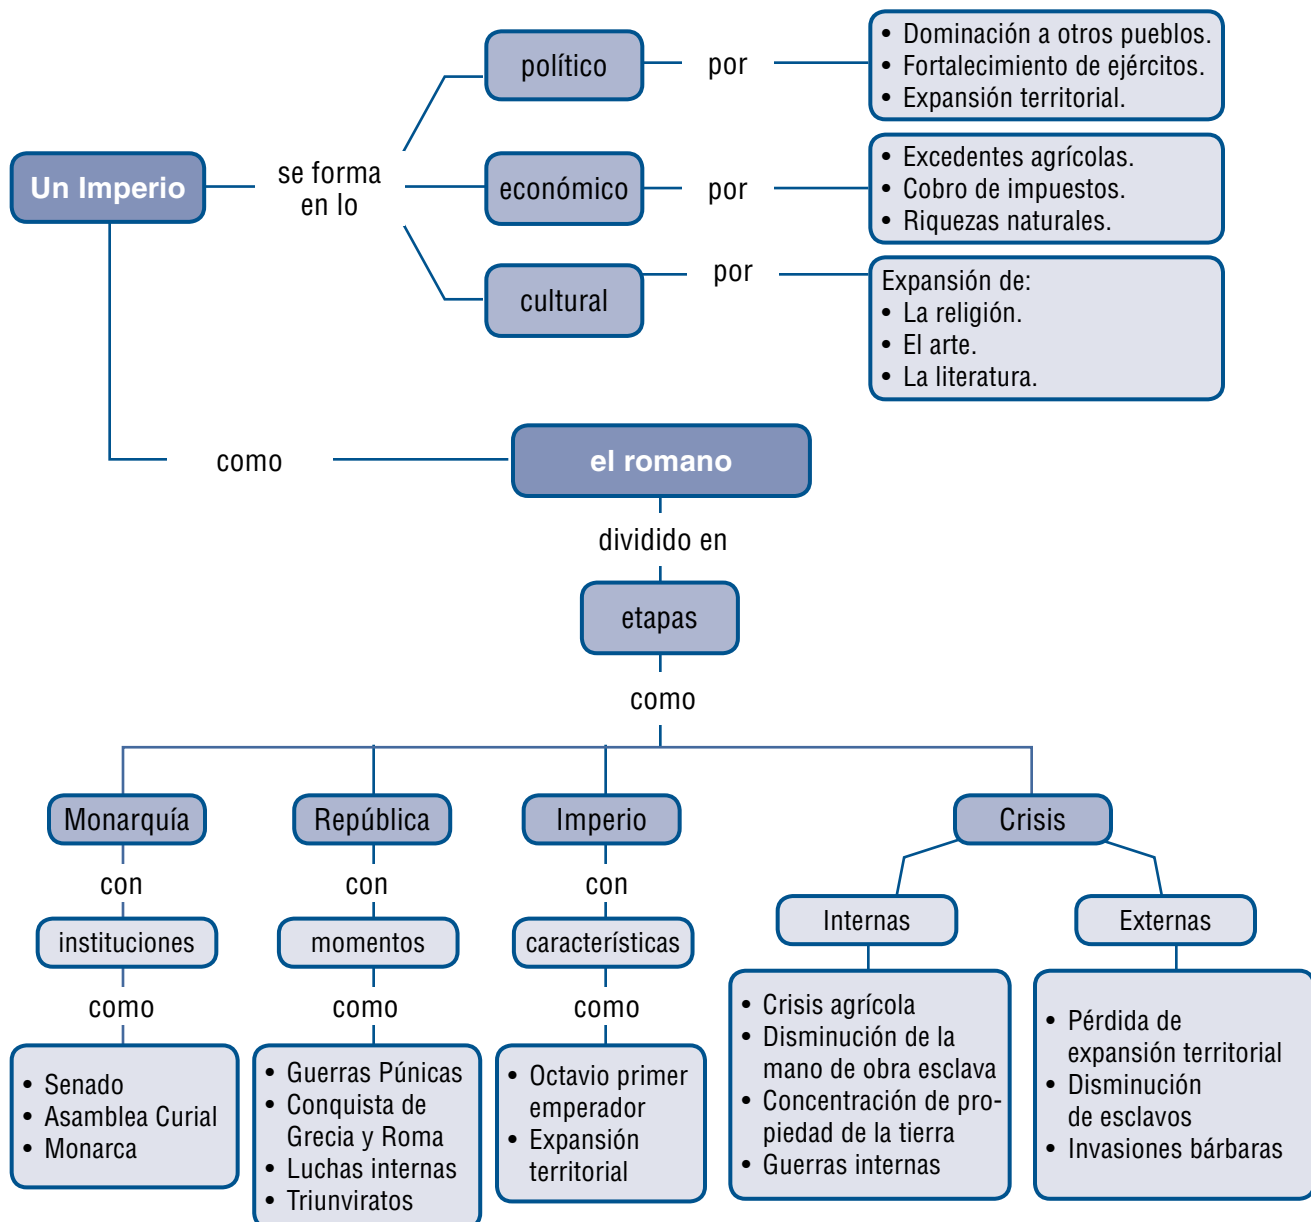 Un Imperio
se forma
en lo
político
por
• Dominación a otros pueblos.
• Fortalecimiento de ejércitos.
• Expansión territorial.
económico
por
• Excedentes agrícolas.
• Cobro de impuestos.
• Riquezas naturales.
cultural
por
Expansión de:
• La religión.
• El arte.
• La literatura.
como
el romano
dividido en
etapas
como
Monarquía
con
instituciones
como
• Senado
• Asamblea Curial
• Monarca
República
con
momentos
como
• Guerras Púnicas
• Conquista de
Grecia y Roma
• Luchas internas
• Triunviratos
Imperio
con
características
como
• Octavio primer
emperador
• Expansión
territorial
Crisis
Internas
• Crisis agrícola
• Disminución de la
mano de obra esclava
• Concentración de pro-
piedad de la tierra
• Guerras internas
Externas
• Pérdida de
expansión territorial
• Disminución
de esclavos
• Invasiones bárbaras